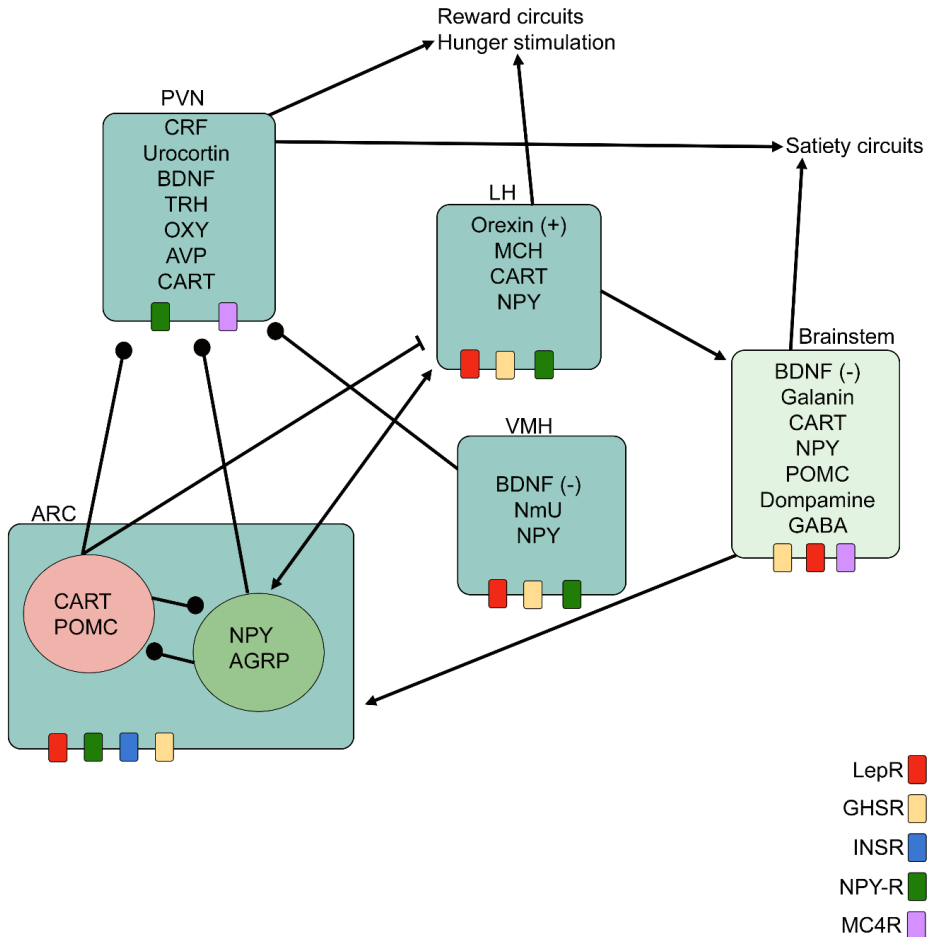 Reward circuits
Hunger stimulation
PVN
CRF
Urocortin
BDNF
TRH
OXY
AVP
CART
Satiety circuits
LH
Orexin (+)
MCH
CART
NPY
Brainstem
BDNF (-)
Galanin
CART
NPY
POMC
Dompamine
GABA
VMH
BDNF (-)
NmU
NPY
ARC
CART
POMC
NPY
AGRP
LepR
GHSR
INSR
NPY-R
MC4R